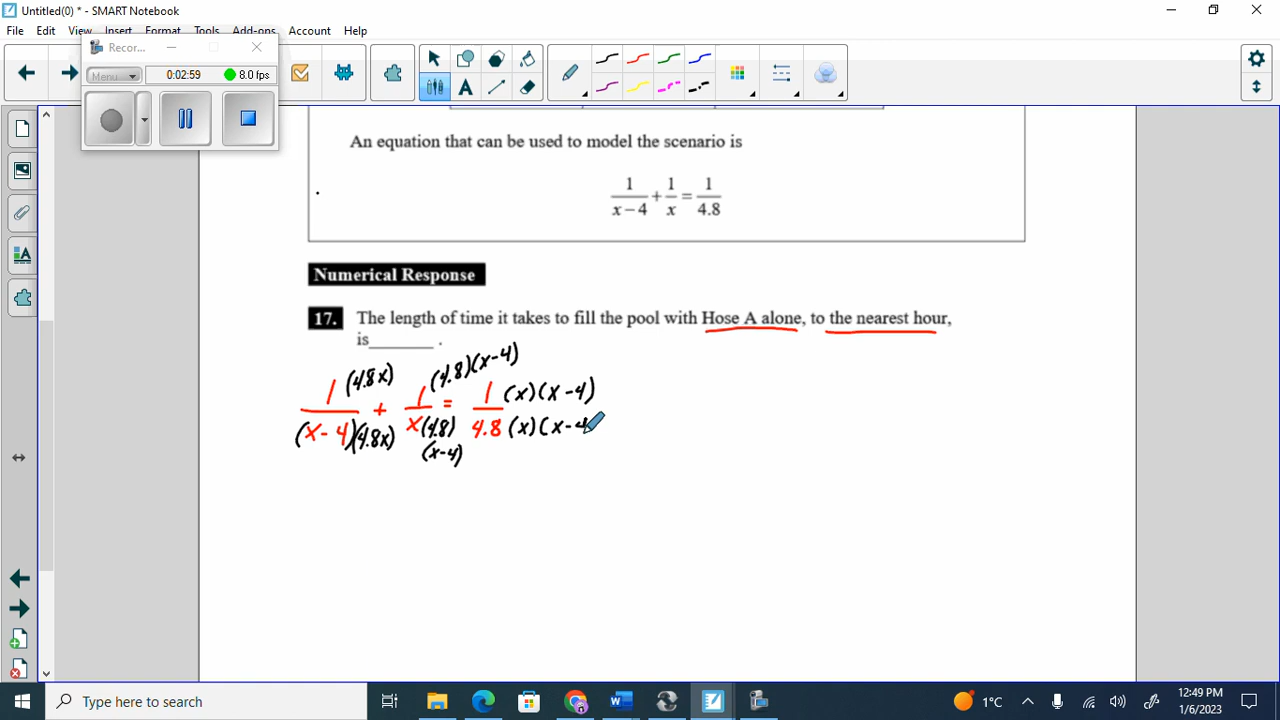 Untitled(0) * - SMART Notebook
File Edit View Insert Format Tools Add-ons Account Help
Recor...
Menu 0:02:59 8.0 fps
An equation that can be used to model the scenario is
1/(x − 4) + 1/x = 1/4.8
Numerical Response
17. The length of time it takes to fill the pool with Hose A alone, to the nearest hour,
is________ .
1 (4.8x) 1 (4.8)(x-4) 1 (x)(x-4)
+ =
(x-4)(4.8x) x(4.8) 4.8 (x)(x-4
(x-4)
Type here to search
1°C
12:49 PM
1/6/2023